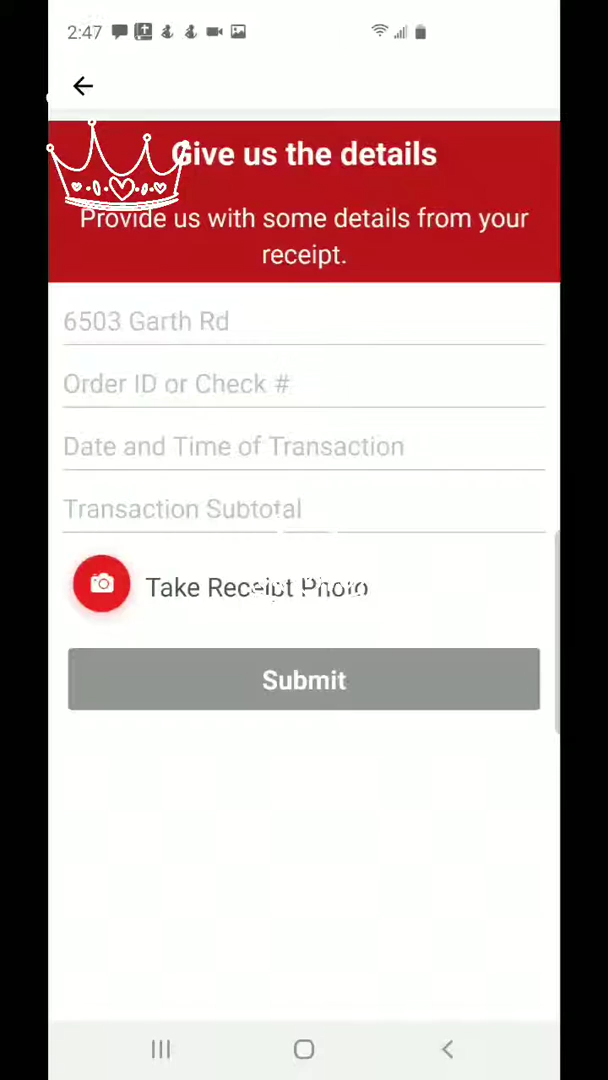 2:47
Give us the details
Provide us with some details from your
receipt.
6503 Garth Rd
Order ID or Check #
Date and Time of Transaction
Transaction Subtotal
Take Receipt Photo
Submit